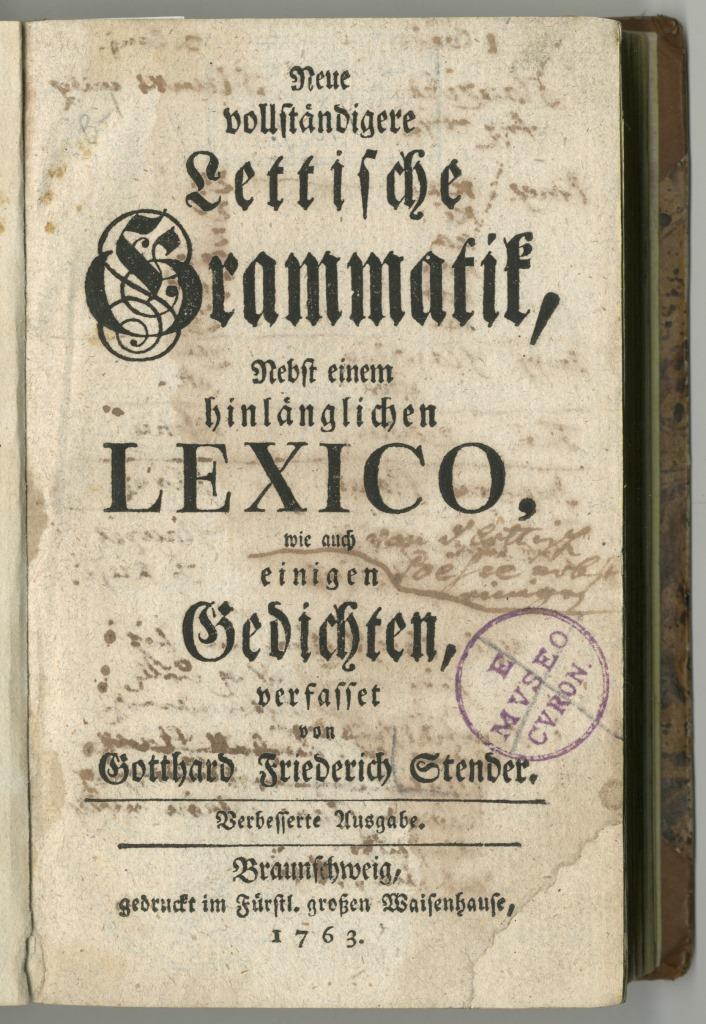 Neue
vollständigere
Lettische
Grammatik,
Nebst einem
hinlänglichen
LEXICO,
wie auch
einigen
Gedichten,
verfasset
von
Gotthard Friederich Stender.
Verbesserte Ausgabe.
Braunschweig,
gedruckt im Fürstl. großen Waisenhause,
1763.
E
MVSEO
CVRON.